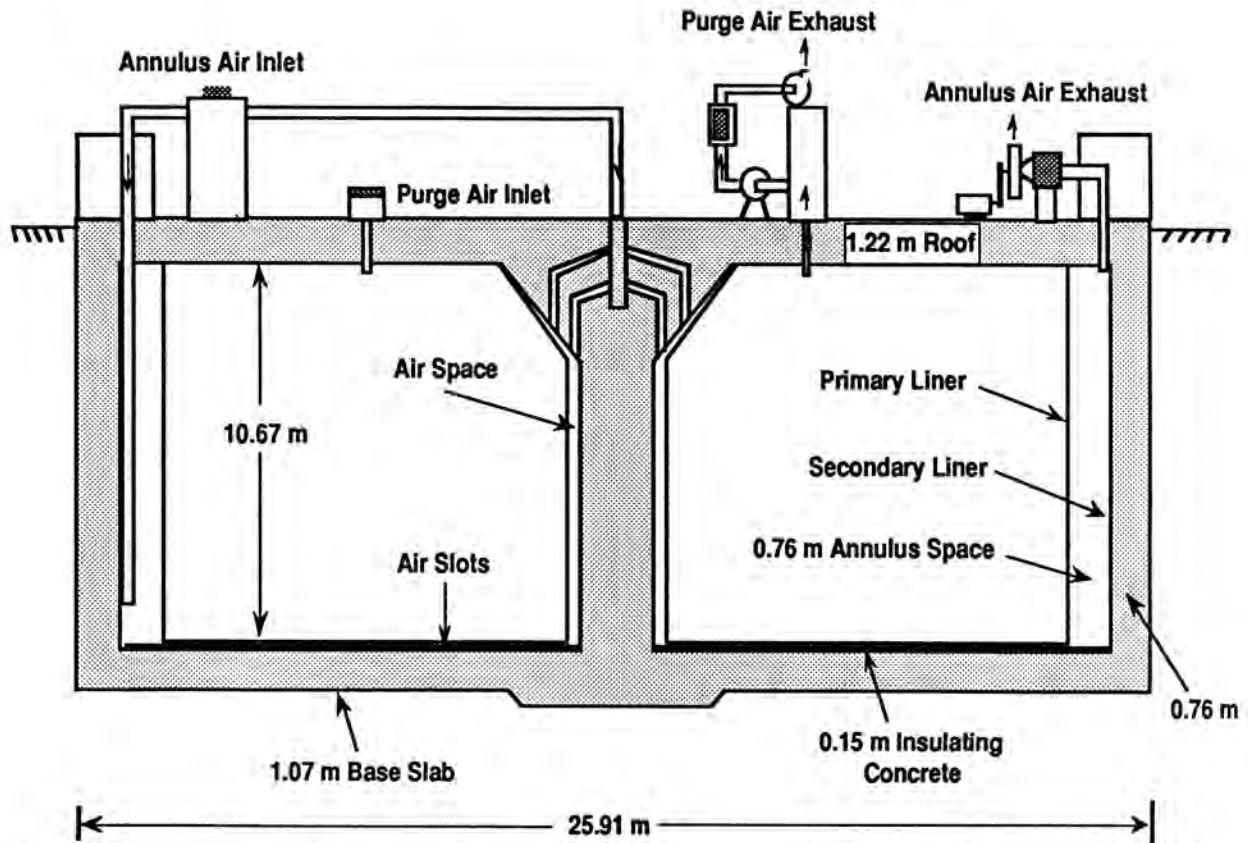 Purge Air Exhaust
Annulus Air Inlet
Annulus Air Exhaust
Purge Air Inlet
1.22 m Roof
Air Space
Primary Liner
10.67 m
Secondary Liner
0.76 m Annulus Space
Air Slots
0.76 m
1.07 m Base Slab
0.15 m Insulating
Concrete
25.91 m